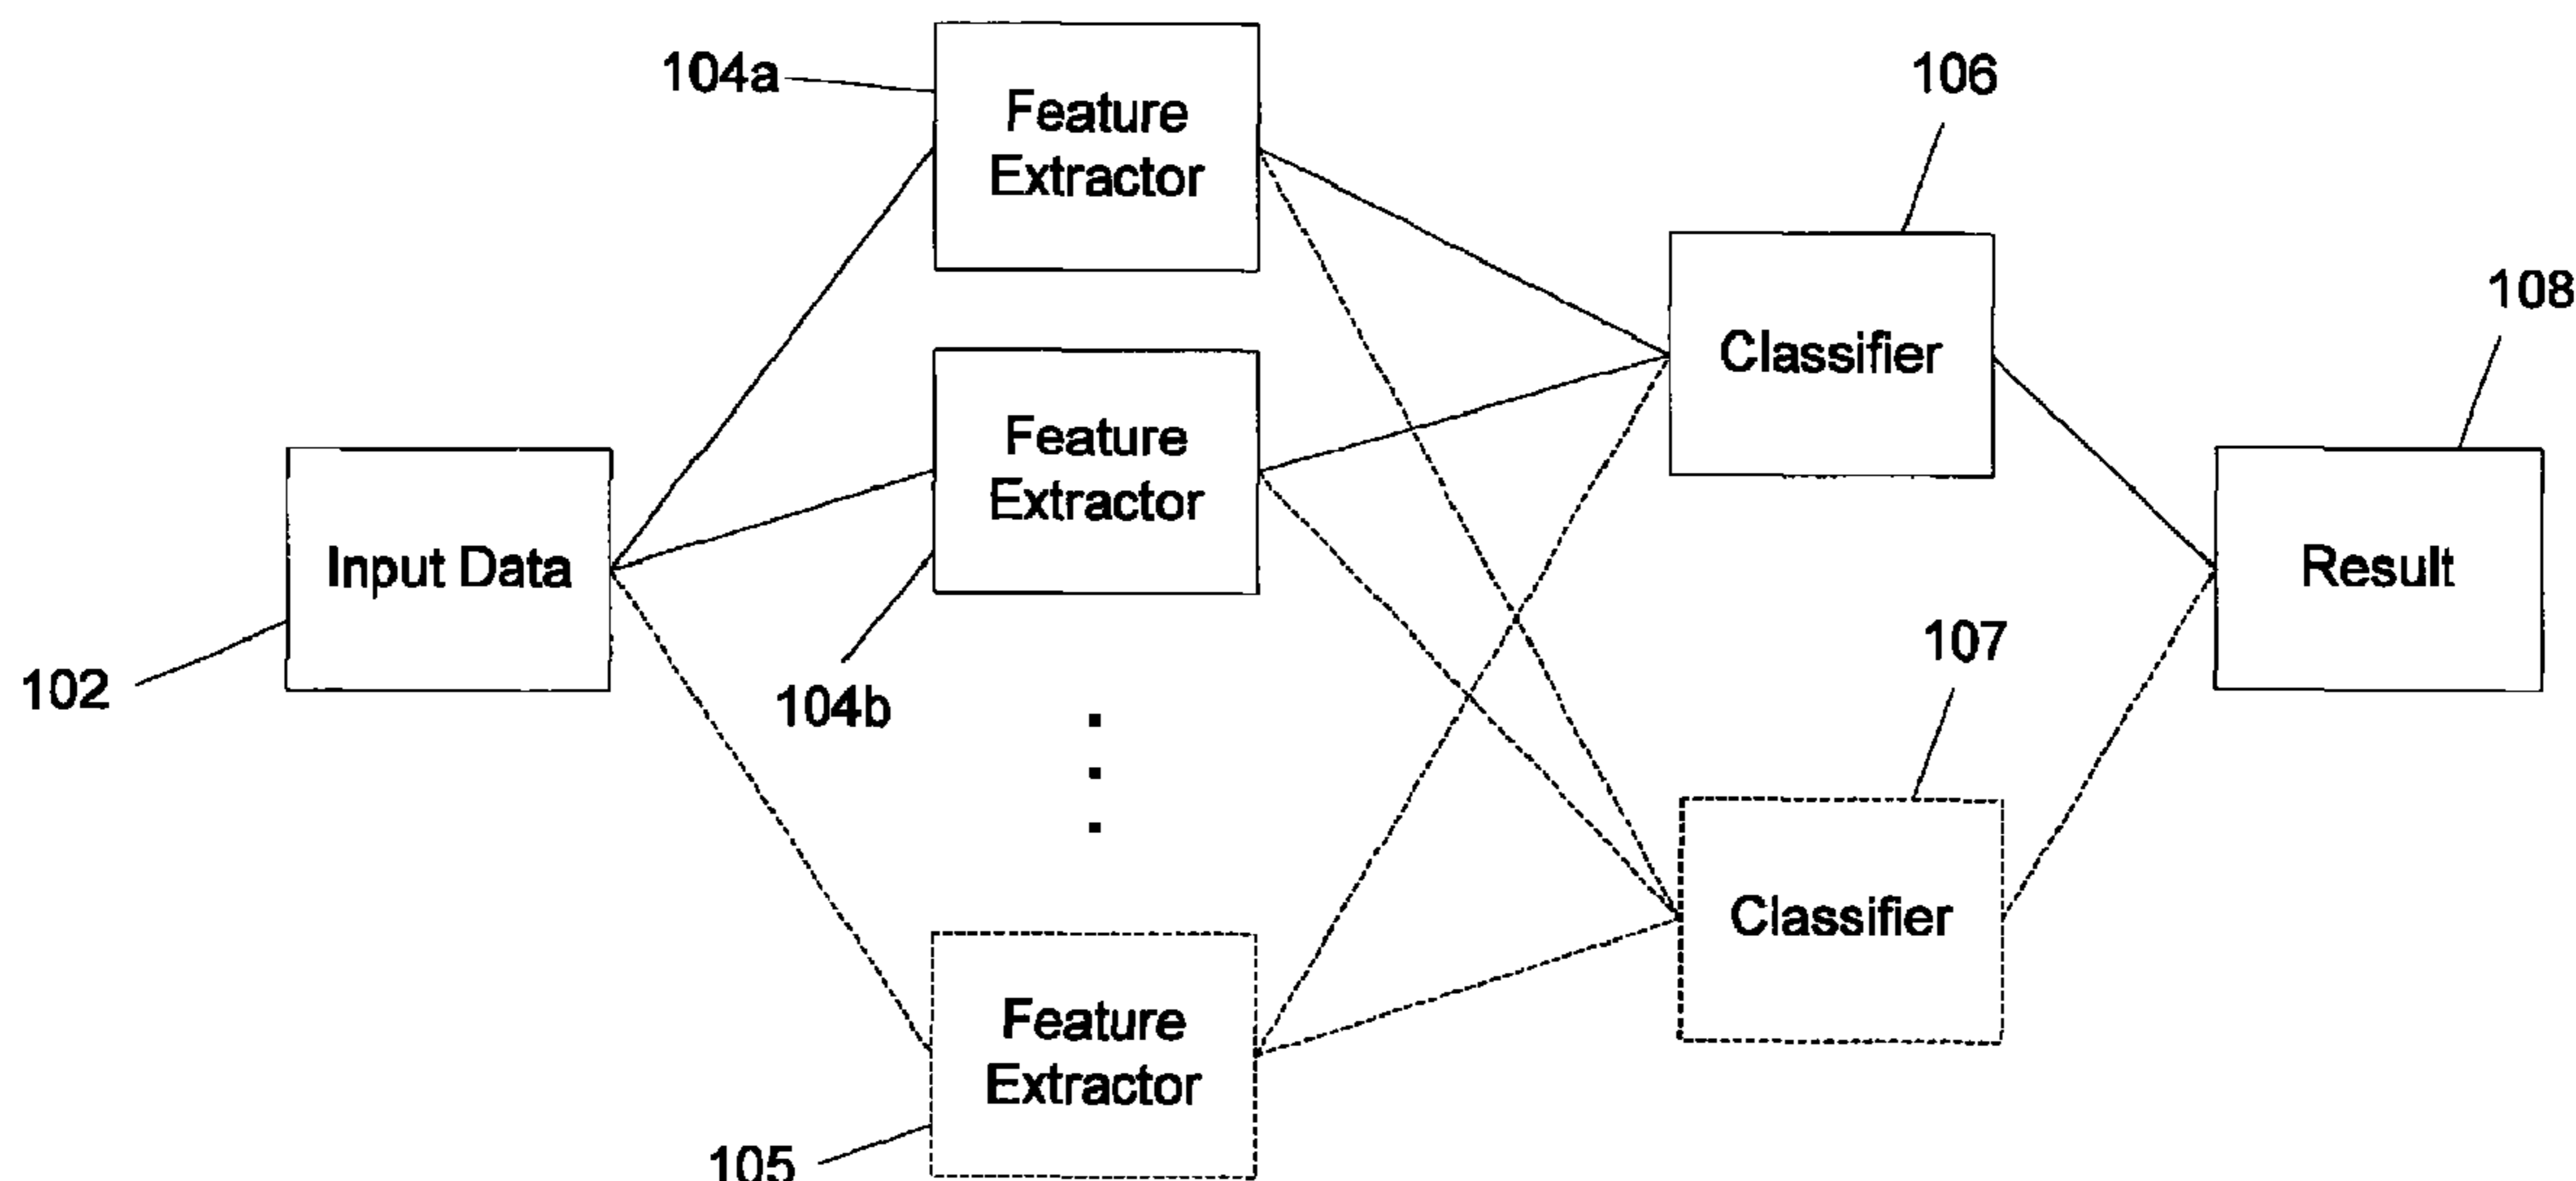 104a
Feature
Extractor
106
Classifier
108
Feature
Extractor
Input Data
Result
102
104b
107
Classifier
Feature
Extractor
105